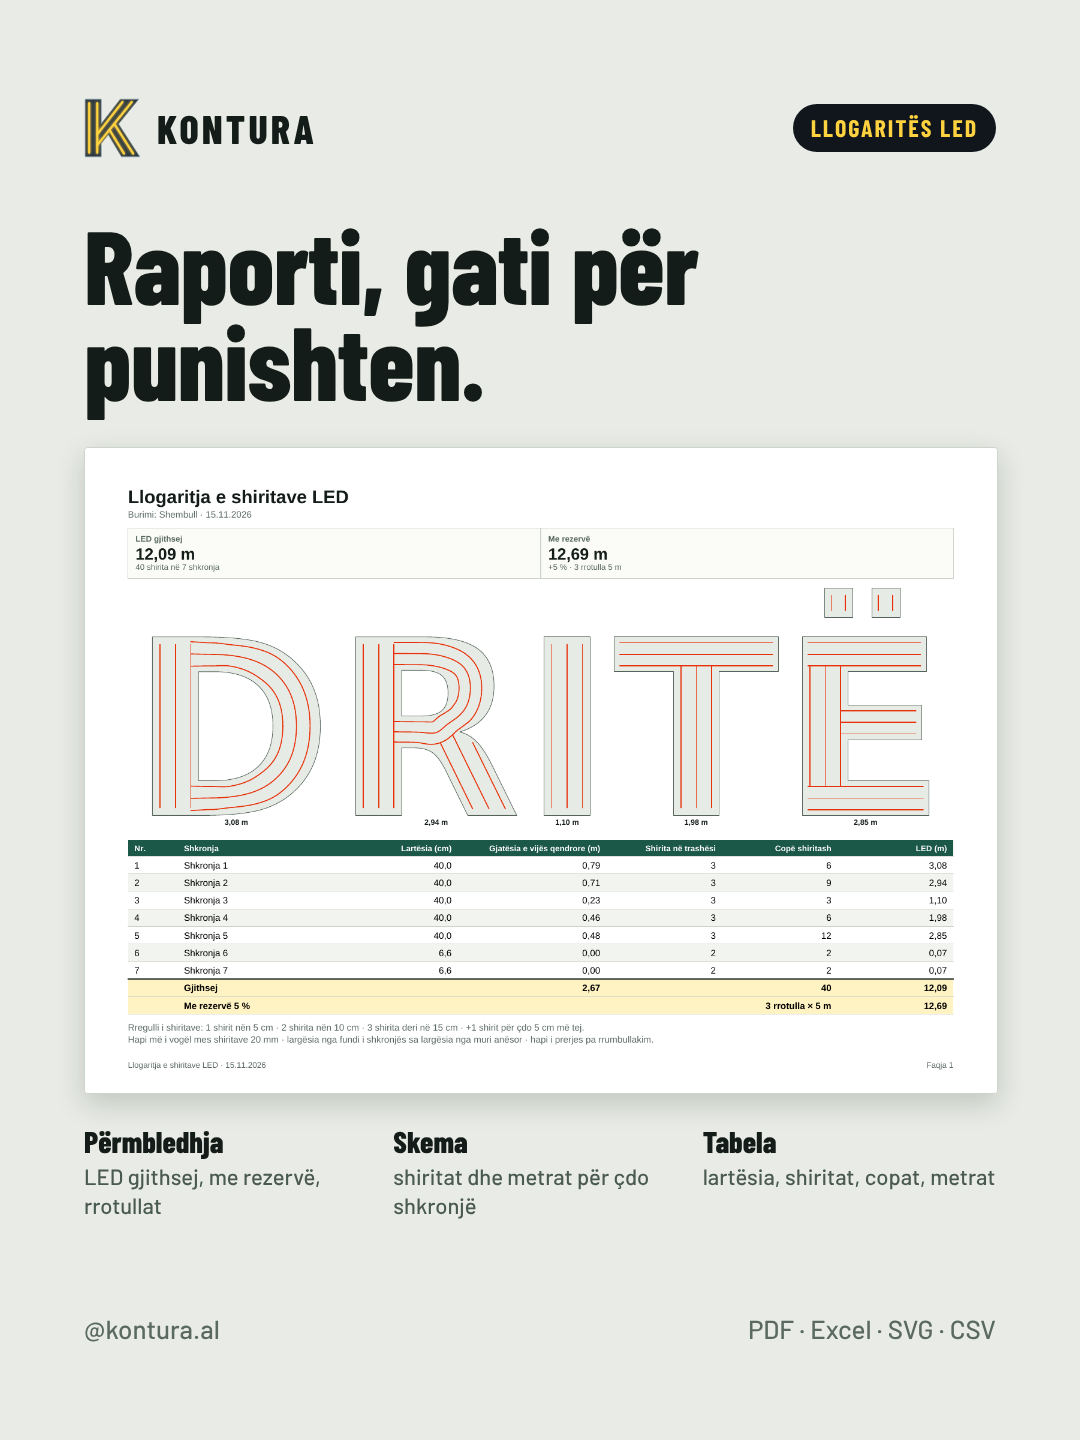 K KONTURA
LLOGARITËS LED
Raporti, gati për
punishten.
Llogaritja e shiritave LED
Burimi: Shembull · 15.11.2026
LED gjithsej
12,09 m
40 shirita në 7 shkronja
Me rezervë
12,69 m
+5 % · 3 rrotulla 5 m
DRITË
3,08 m 2,94 m 1,10 m 1,98 m 2,85 m
Nr. Shkronja Lartësia (cm) Gjatësia e vijës qendrore (m) Shirita në trashësi Copë shiritash LED (m)
1 Shkronja 1 40,0 0,79 3 6 3,08
2 Shkronja 2 40,0 0,71 3 9 2,94
3 Shkronja 3 40,0 0,23 3 3 1,10
4 Shkronja 4 40,0 0,46 3 6 1,98
5 Shkronja 5 40,0 0,48 3 12 2,85
6 Shkronja 6 6,6 0,00 2 2 0,07
7 Shkronja 7 6,6 0,00 2 2 0,07
Gjithsej 2,67 40 12,09
Me rezervë 5 % 3 rrotulla × 5 m 12,69
Rregulli i shiritave: 1 shirit nën 5 cm · 2 shirita nën 10 cm · 3 shirita deri në 15 cm · +1 shirit për çdo 5 cm më tej.
Hapi më i vogël mes shiritave 20 mm · largësia nga fundi i shkronjës sa largësia nga muri anësor · hapi i prerjes pa rrumbullakim.
Llogaritja e shiritave LED · 15.11.2026
Faqja 1
Përmbledhja
LED gjithsej, me rezervë,
rrotullat
Skema
shiritat dhe metrat për çdo
shkronjë
Tabela
lartësia, shiritat, copat, metrat
@kontura.al
PDF · Excel · SVG · CSV